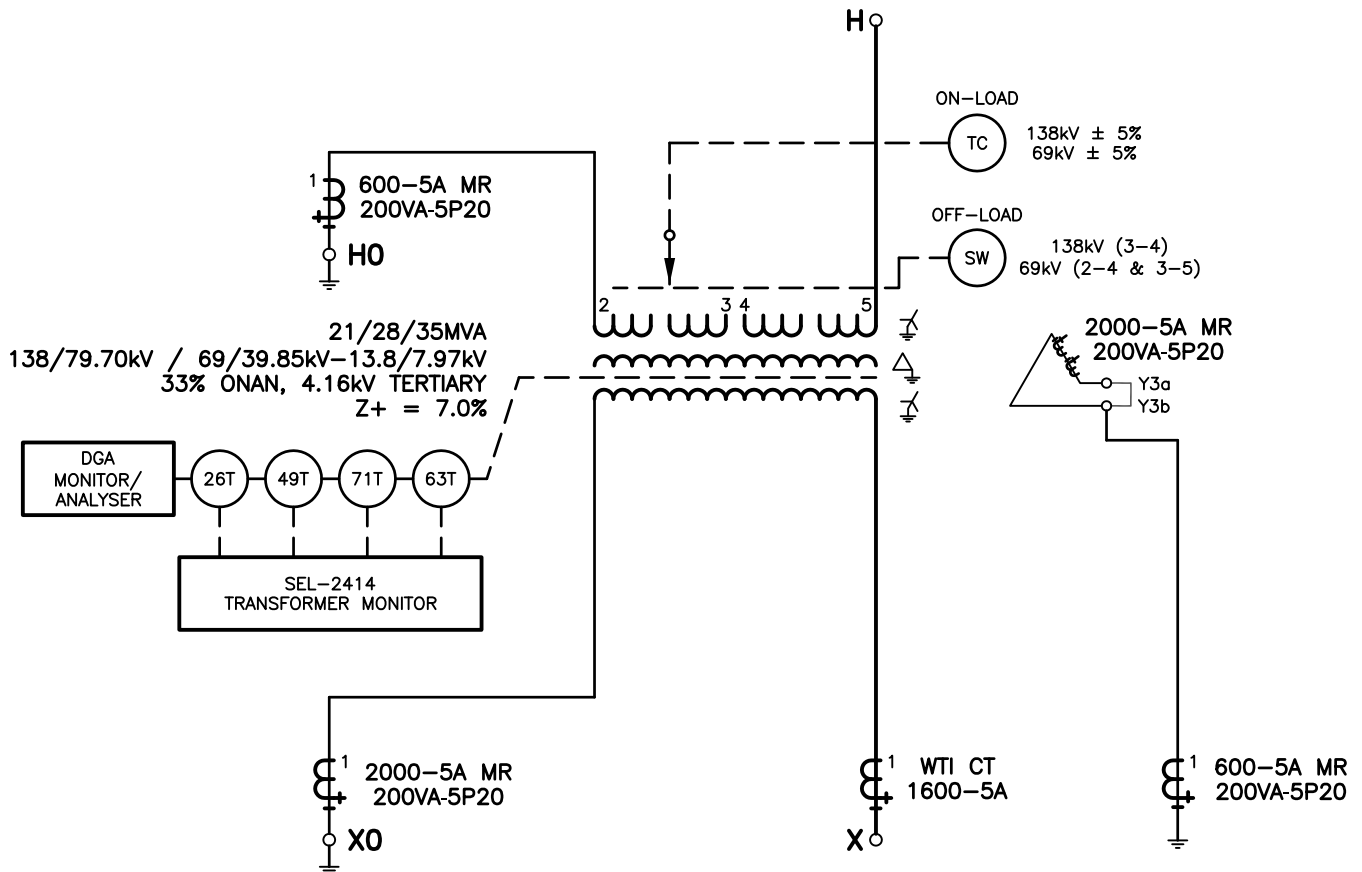 H
ON-LOAD
TC
138kV ± 5%
69kV ± 5%
1
600-5A MR
200VA-5P20
H0
OFF-LOAD
SW
138kV (3-4)
69kV (2-4 & 3-5)
2
3
4
5
21/28/35MVA
138/79.70kV / 69/39.85kV-13.8/7.97kV
33% ONAN, 4.16kV TERTIARY
Z+ = 7.0%
2000-5A MR
200VA-5P20
Y3a
Y3b
DGA
MONITOR/
ANALYSER
26T
49T
71T
63T
SEL-2414
TRANSFORMER MONITOR
1
2000-5A MR
200VA-5P20
X0
1
WTI CT
1600-5A
X
1
600-5A MR
200VA-5P20